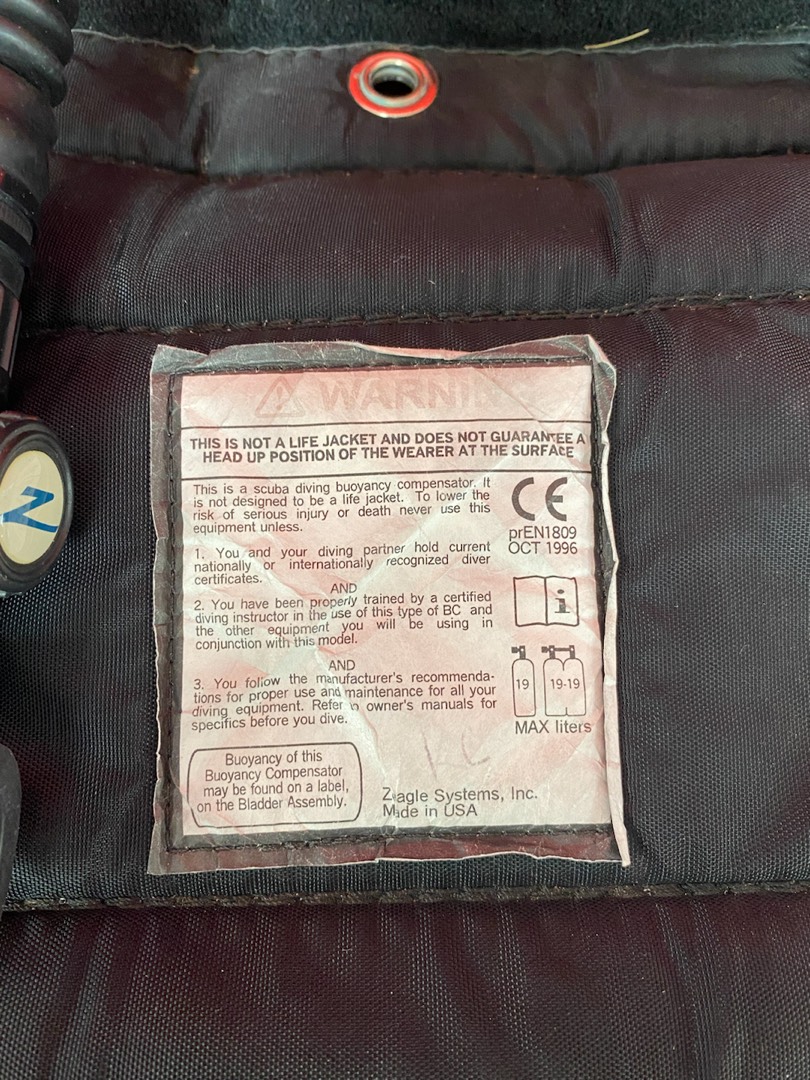 WARNING
THIS IS NOT A LIFE JACKET AND DOES NOT GUARANTEE A
HEAD UP POSITION OF THE WEARER AT THE SURFACE
This is a scuba diving buoyancy compensator. It
is not designed to be a life jacket. To lower the
risk of serious injury or death never use this
equipment unless.
1. You and your diving partner hold current
nationally or internationally recognized diver
certificates.
AND
2. You have been properly trained by a certified
diving instructor in the use of this type of BC and
the other equipment you will be using in
conjunction with this model.
AND
3. You follow the manufacturer's recommenda-
tions for proper use and maintenance for all your
diving equipment. Refer to owner's manuals for
specifics before you dive.
CE
prEN1809
OCT 1996
i
19 19-19
MAX liters
Buoyancy of this
Buoyancy Compensator
may be found on a label,
on the Bladder Assembly.
Zeagle Systems, Inc.
Made in USA
Z